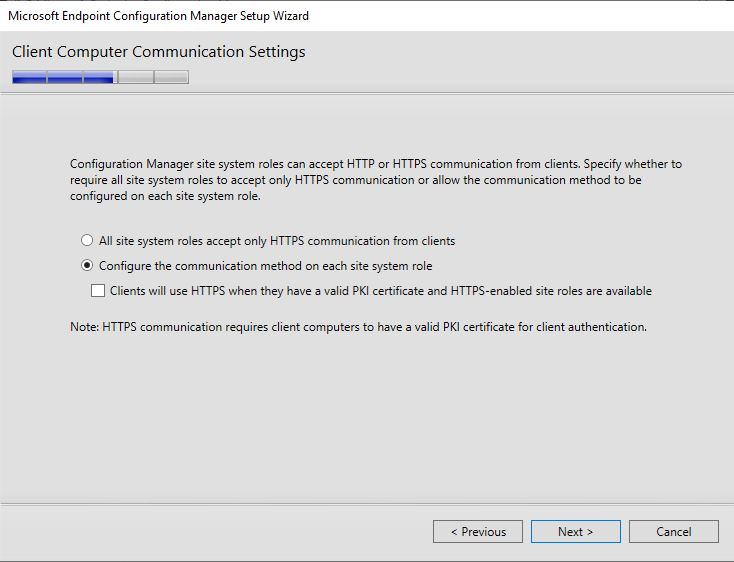 Microsoft Endpoint Configuration Manager Setup Wizard
Client Computer Communication Settings
Configuration Manager site system roles can accept HTTP or HTTPS communication from clients. Specify whether to
require all site system roles to accept only HTTPS communication or allow the communication method to be
configured on each site system role.
All site system roles accept only HTTPS communication from clients
Configure the communication method on each site system role
Clients will use HTTPS when they have a valid PKI certificate and HTTPS-enabled site roles are available
Note: HTTPS communication requires client computers to have a valid PKI certificate for client authentication.
< Previous Next > Cancel